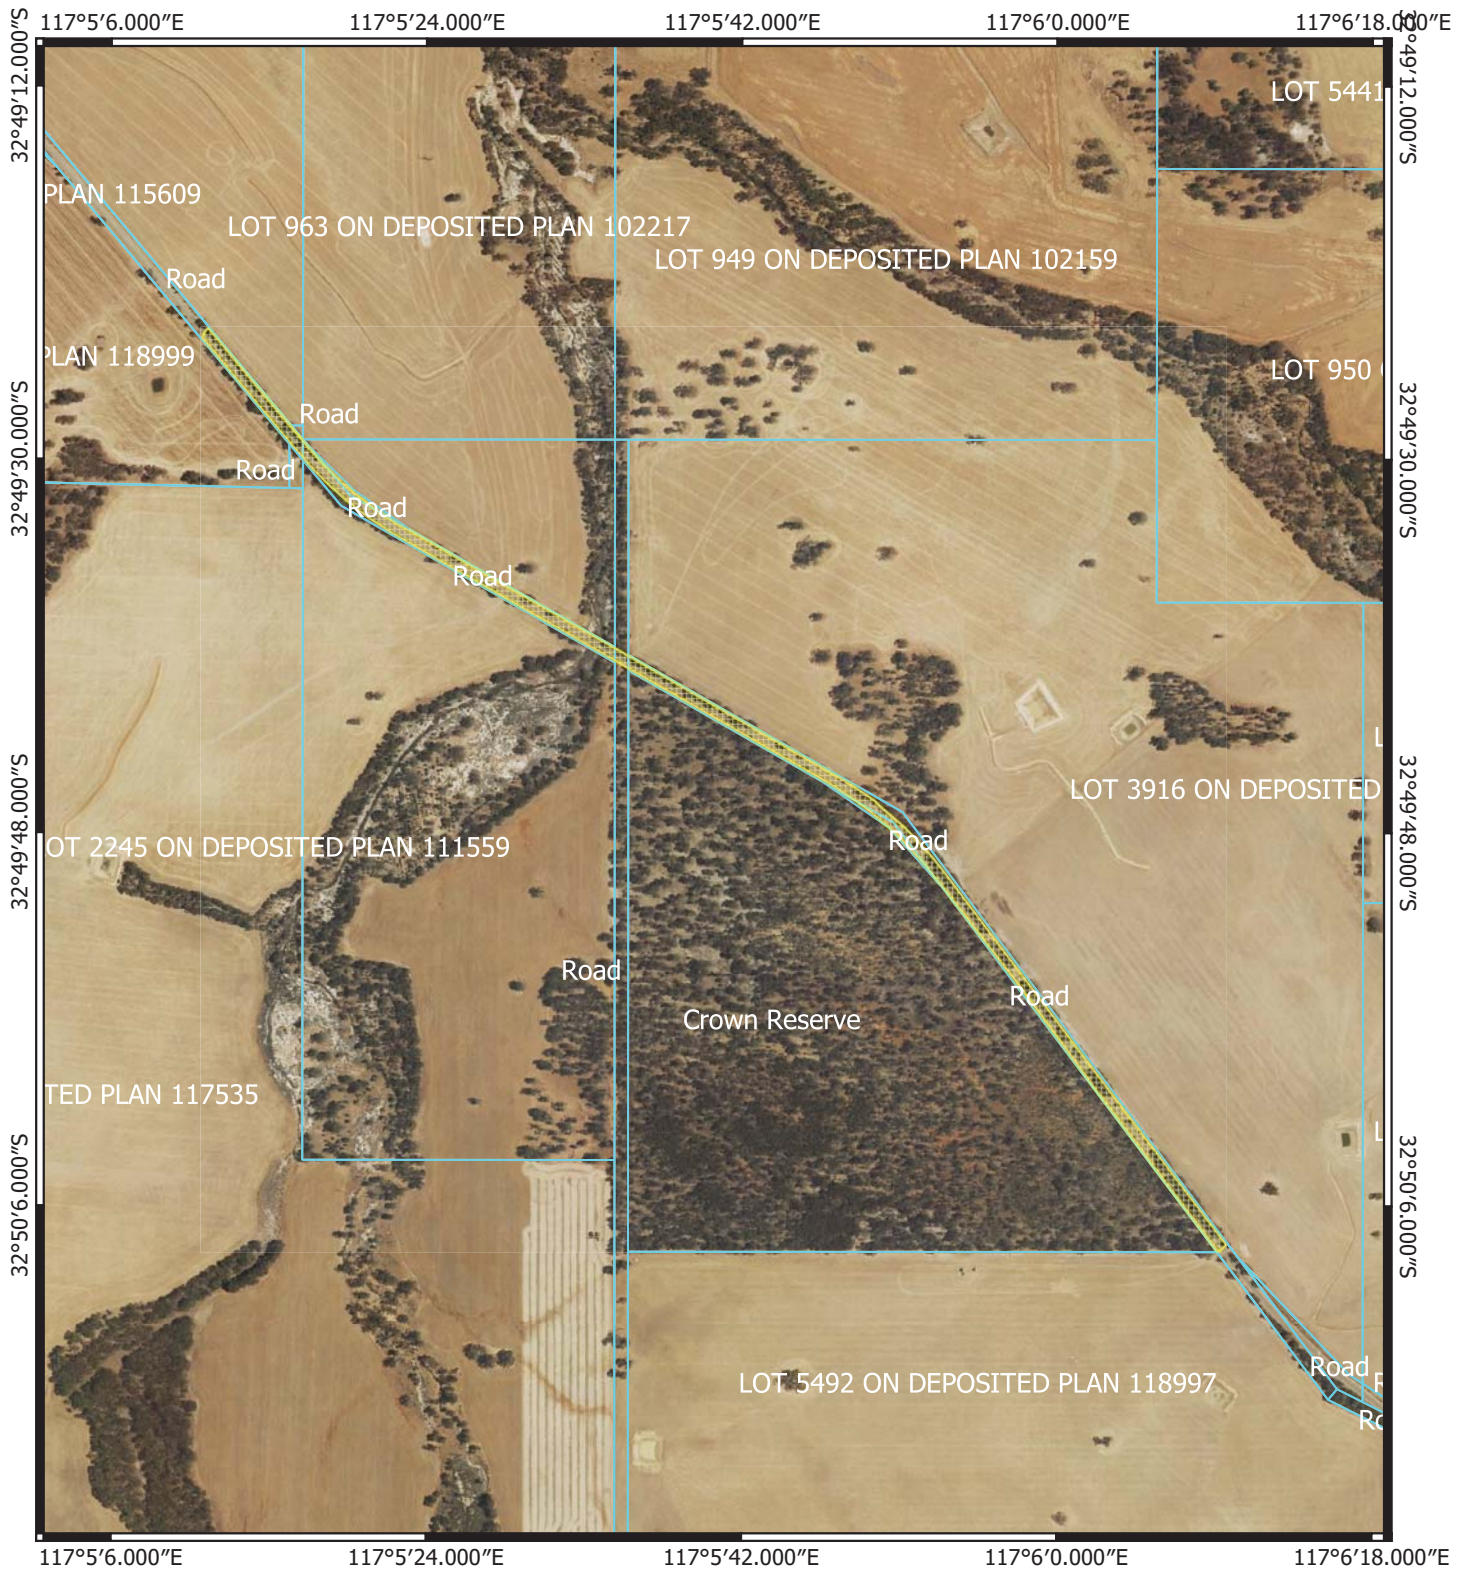 117°5′6.000″E 117°5′24.000″E 117°5′42.000″E 117°6′0.000″E 117°6′18.000″E
32°49′12.000″S
32°49′12.000″S
LOT 5441
PLAN 115609
LOT 963 ON DEPOSITED PLAN 102217
LOT 949 ON DEPOSITED PLAN 102159
Road
PLAN 118999
LOT 950
Road
32°49′30.000″S
32°49′30.000″S
Road
Road
Road
L
LOT 3916 ON DEPOSITED
32°49′48.000″S
32°49′48.000″S
Road
OT 2245 ON DEPOSITED PLAN 111559
Road
Road
Crown Reserve
TED PLAN 117535
L
32°50′6.000″S
32°50′6.000″S
Road
LOT 5492 ON DEPOSITED PLAN 118997
R
Ro
117°5′6.000″E 117°5′24.000″E 117°5′42.000″E 117°6′0.000″E 117°6′18.000″E